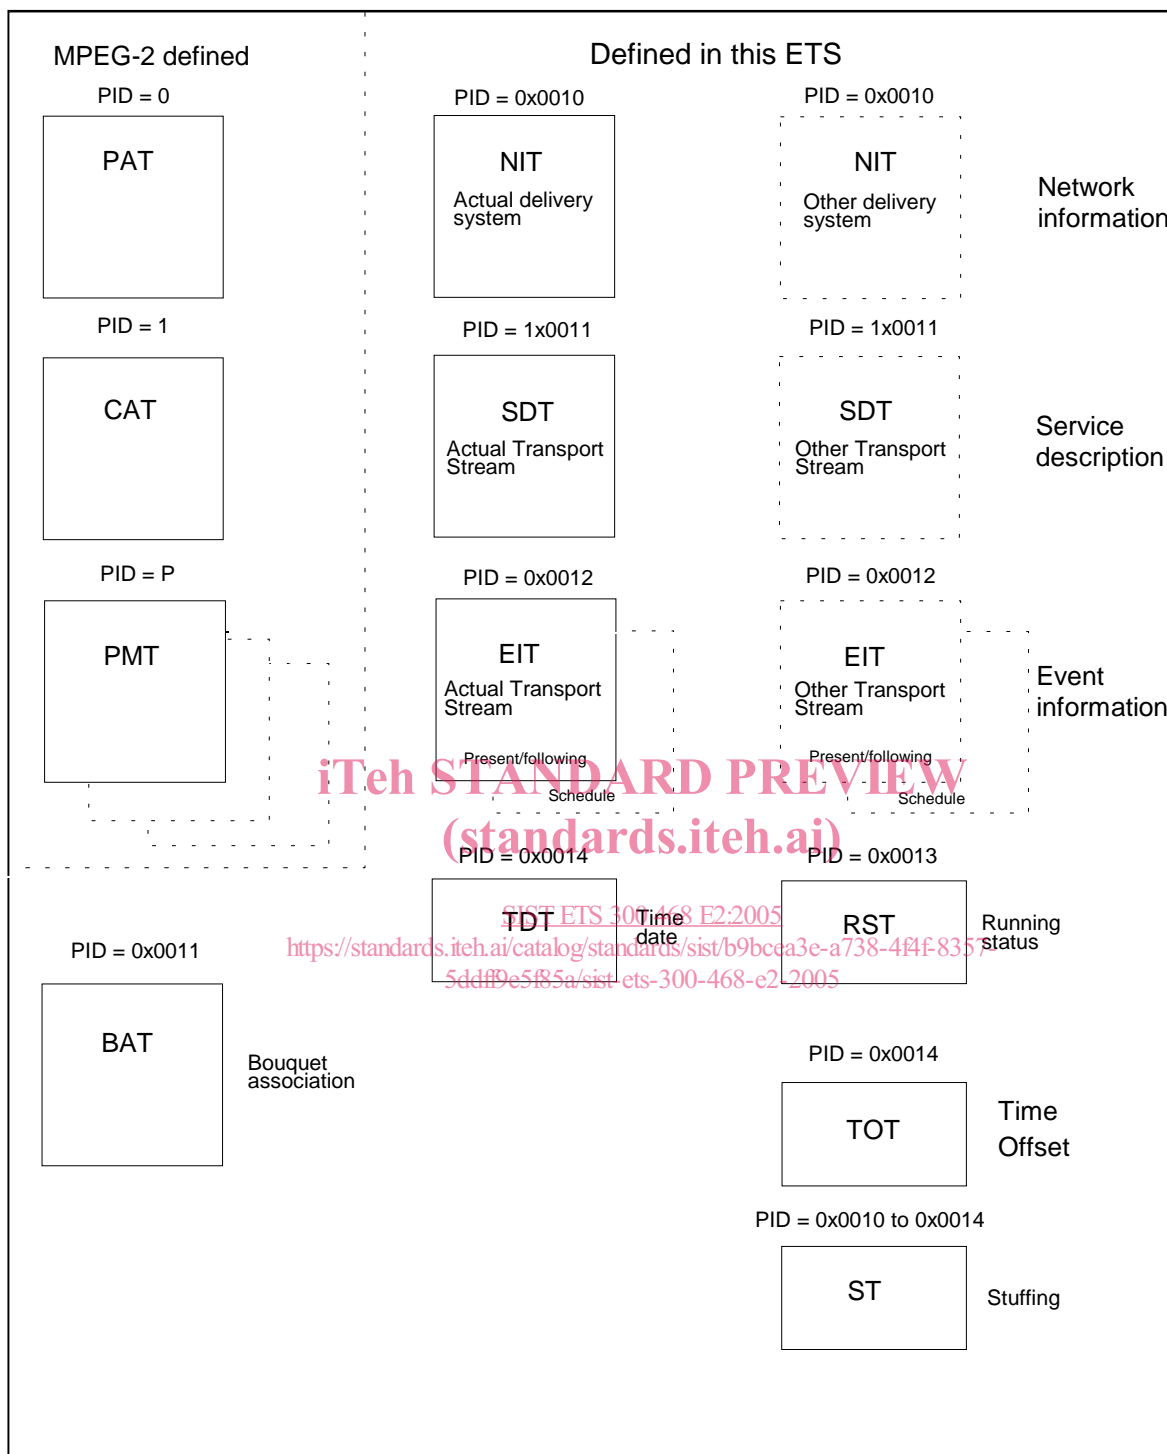 MPEG-2 defined
Defined in this ETS
PID = 0
PID = 0x0010
PID = 0x0010
PAT
NIT
Actual delivery
system
NIT
Other delivery
system
Network
information
PID = 1
PID = 1x0011
PID = 1x0011
CAT
SDT
Actual Transport
Stream
SDT
Other Transport
Stream
Service
description
PID = P
PID = 0x0012
PID = 0x0012
PMT
EIT
Actual Transport
Stream
Present/following
Schedule
EIT
Other Transport
Stream
Present/following
Schedule
Event
information
iTeh STANDARD PREVIEW
(standards.iteh.ai)
PID = 0x0014
PID = 0x0013
TDT
Time
date
RST
Running
status
SIST ETS 300 468 E2:2005
https://standards.iteh.ai/catalog/standards/sist/b9bcea3e-a738-4f4f-8357-
5ddff9e5f85a/sist-ets-300-468-e2-2005
PID = 0x0011
BAT
Bouquet
association
PID = 0x0014
TOT
Time
Offset
PID = 0x0010 to 0x0014
ST
Stuffing